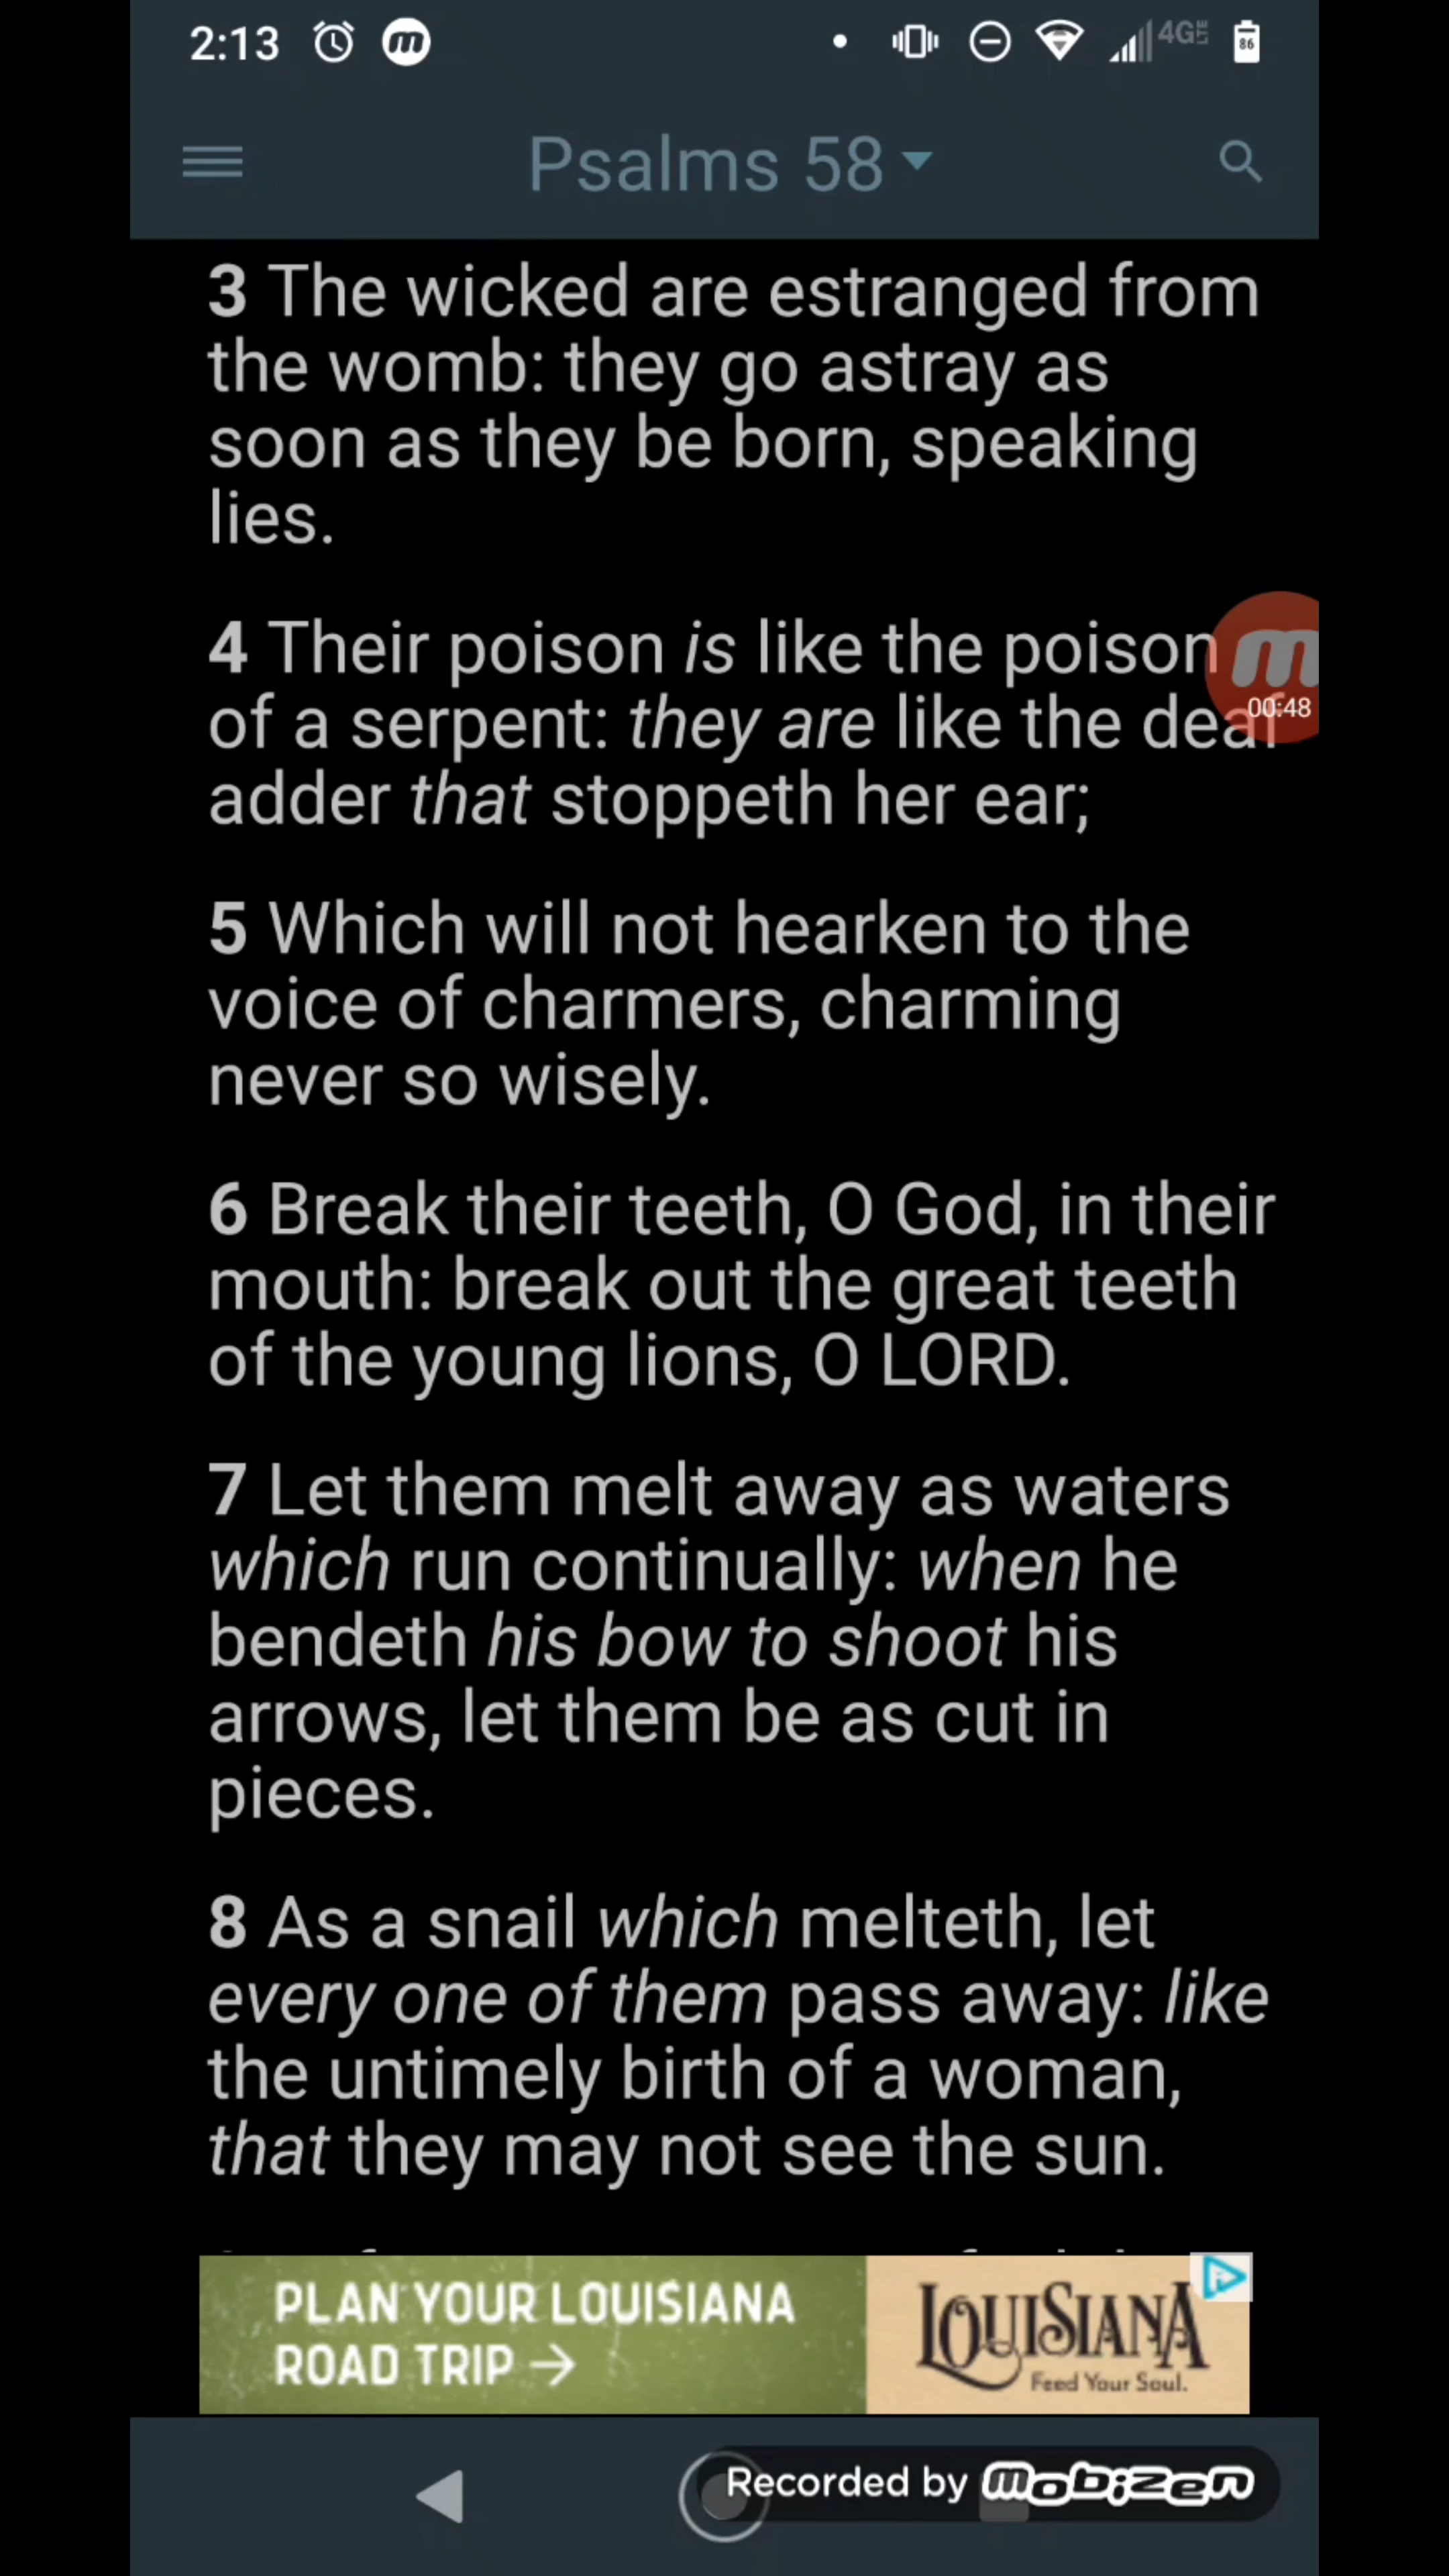 2:13
4G LTE
86
Psalms 58
3 The wicked are estranged from
the womb: they go astray as
soon as they be born, speaking
lies.
4 Their poison is like the poison
of a serpent: they are like the deaf
adder that stoppeth her ear;
m
00:48
5 Which will not hearken to the
voice of charmers, charming
never so wisely.
6 Break their teeth, O God, in their
mouth: break out the great teeth
of the young lions, O LORD.
7 Let them melt away as waters
which run continually: when he
bendeth his bow to shoot his
arrows, let them be as cut in
pieces.
8 As a snail which melteth, let
every one of them pass away: like
the untimely birth of a woman,
that they may not see the sun.
PLAN YOUR LOUISIANA
ROAD TRIP →
LOUISIANA
Feed Your Soul.
Recorded by mobizen